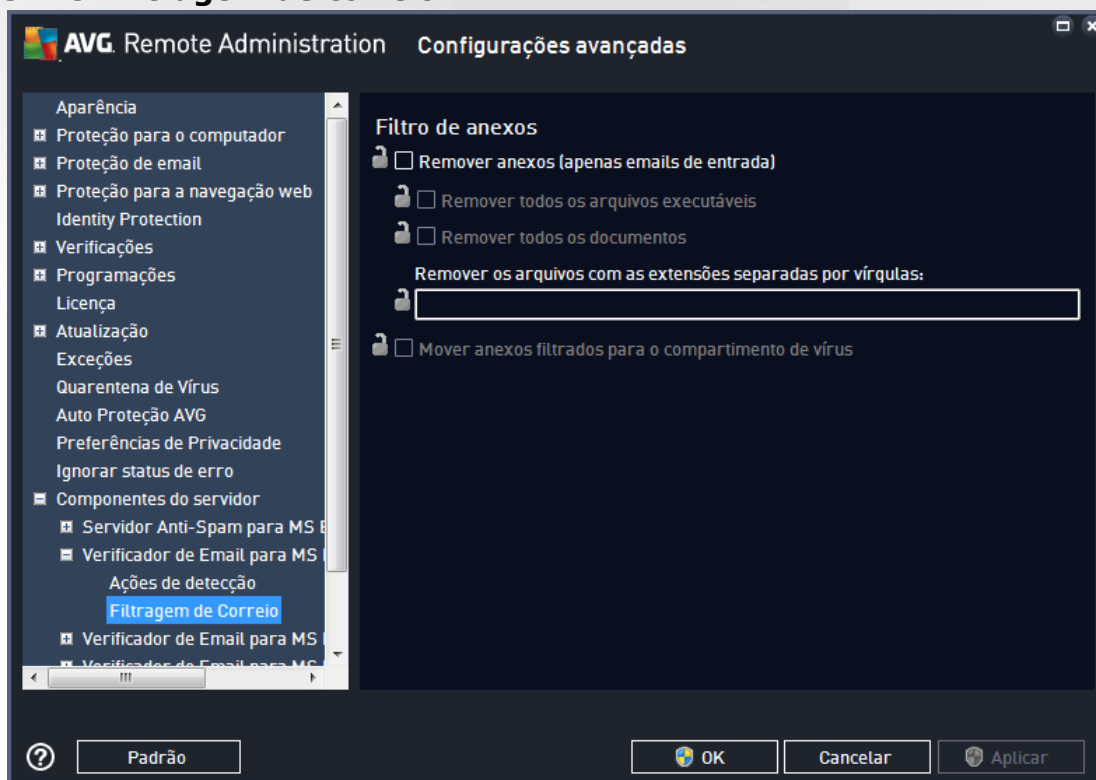 AVG. Remote Administration Configurações avançadas
Aparência
Proteção para o computador
Proteção de email
Proteção para a navegação web
Identity Protection
Verificações
Programações
Licença
Atualização
Exceções
Quarentena de Vírus
Auto Proteção AVG
Preferências de Privacidade
Ignorar status de erro
Componentes do servidor
Servidor Anti-Spam para MS
Verificador de Email para MS
Ações de detecção
Filtragem de Correio
Verificador de Email para MS
Verificador de Email para MS
Filtro de anexos
Remover anexos (apenas emails de entrada)
Remover todos os arquivos executáveis
Remover todos os documentos
Remover os arquivos com as extensões separadas por vírgulas:
Mover anexos filtrados para o compartimento de vírus
Padrão
OK
Cancelar
Aplicar